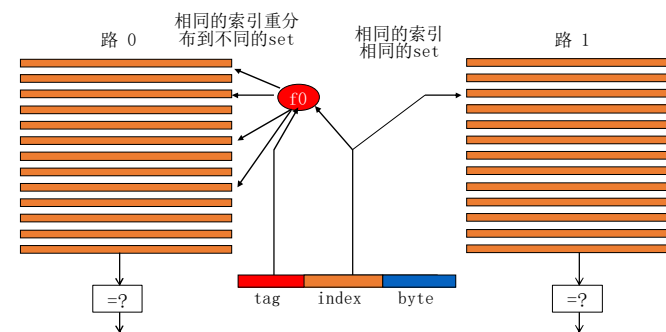 相同的索引重分
布到不同的set
路 0
相同的索引
相同的set
路 1
f0
tag
index
byte
=?
=?